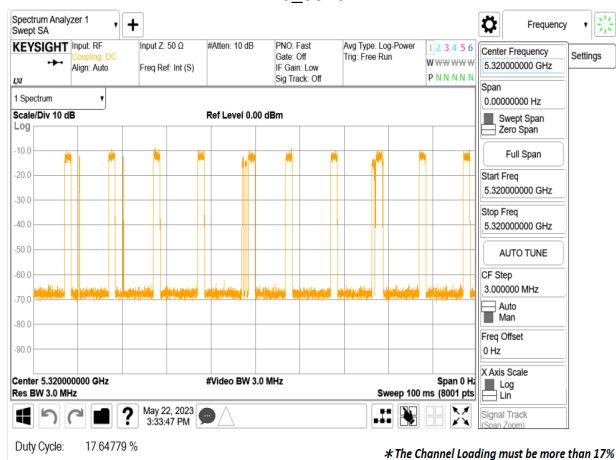 Spectrum Analyzer 1
Swept SA
Frequency
KEYSIGHT
Input: RF
Coupling: DC
Align: Auto
Input Z: 50 Ω
Freq Ref: Int (S)
#Atten: 10 dB
PNO: Fast
Gate: Off
IF Gain: Low
Sig Track: Off
Avg Type: Log-Power
Trig: Free Run
1 2 3 4 5 6
W W W W W W
P N N N N N
LXI
1 Spectrum
Scale/Div 10 dB
Ref Level 0.00 dBm
Log
-10.0
-20.0
-30.0
-40.0
-50.0
-60.0
-70.0
-80.0
-90.0
Center 5.320000000 GHz
#Video BW 3.0 MHz
Span 0 Hz
Res BW 3.0 MHz
Sweep 100 ms (8001 pts)
May 22, 2023
3:33:47 PM
Center Frequency
5.320000000 GHz
Settings
Span
0.00000000 Hz
Swept Span
Zero Span
Full Span
Start Freq
5.320000000 GHz
Stop Freq
5.320000000 GHz
AUTO TUNE
CF Step
3.000000 MHz
Auto
Man
Freq Offset
0 Hz
X Axis Scale
Log
Lin
Signal Track
(Span Zoom)
Duty Cycle: 17.64779 %
＊The Channel Loading must be more than 17%